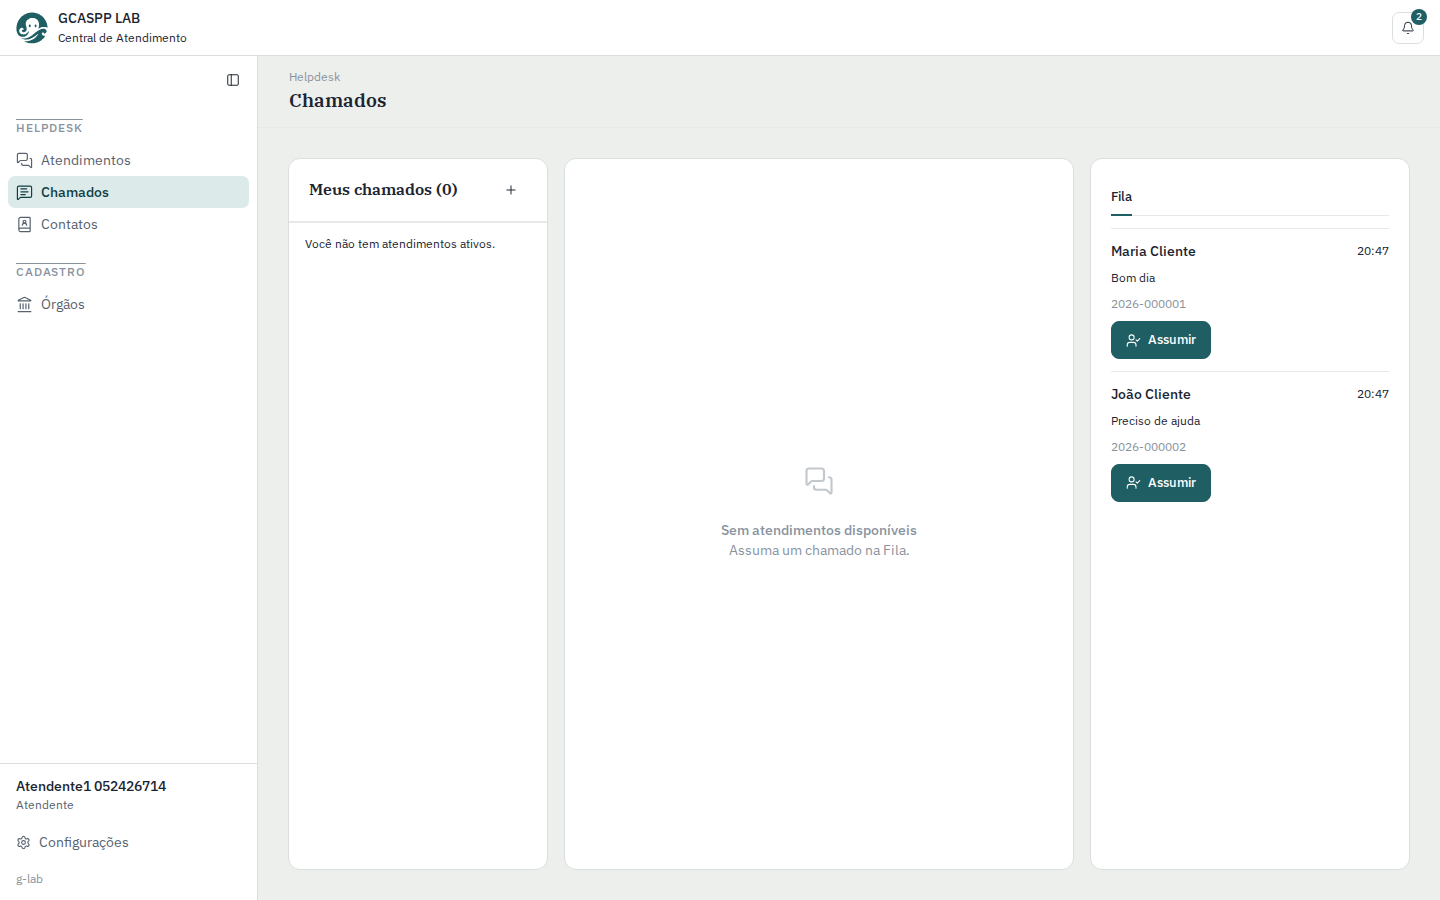 GCASPP LAB
Central de Atendimento
2
HELPDESK
Atendimentos
Chamados
Contatos
CADASTRO
Órgãos
Atendente1 052426714
Atendente
Configurações
g-lab
Helpdesk
Chamados
Meus chamados (0)
Você não tem atendimentos ativos.
Sem atendimentos disponíveis
Assuma um chamado na Fila.
Fila
Maria Cliente 20:47
Bom dia
2026-000001
Assumir
João Cliente 20:47
Preciso de ajuda
2026-000002
Assumir